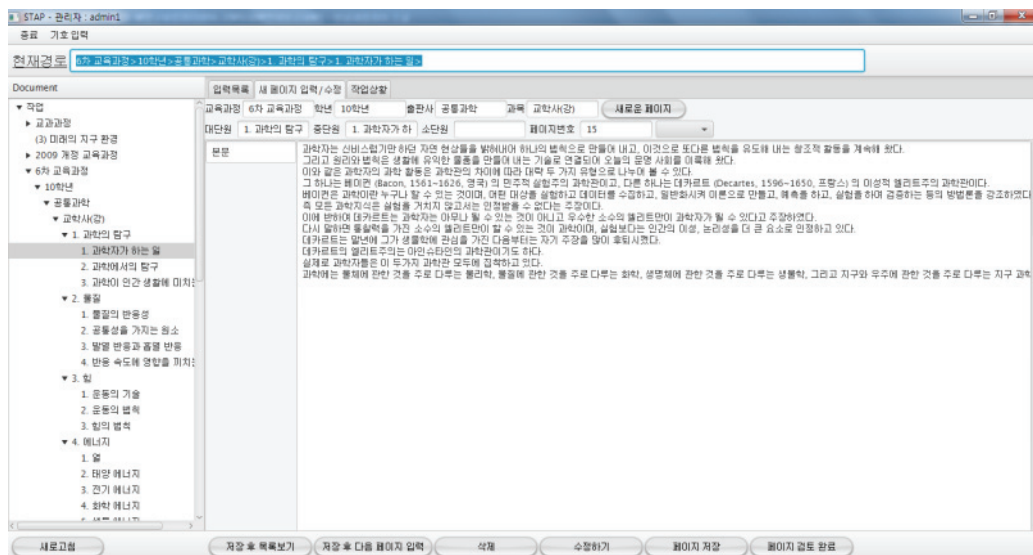 STAP - 관리자 : admin1
종료 기호 입력
현재경로 6차 교육과정>10학년>공통과학>교학사(강)>1. 과학의 탐구>1. 과학자가 하는 일>
Document
입력목록 새 페이지 입력/수정 작업상황
교육과정 6차 교육과정 학년 10학년 출판사 공통과학 과목 교학사(강) 새로운 페이지
대단원 1. 과학의 탐구 중단원 1. 과학자가 하 소단원 페이지번호 15
▼ 작업
▶ 교과과정
(3) 미래의 지구 환경
▶ 2009 개정 교육과정
▼ 6차 교육과정
▼ 10학년
▼ 공통과학
▼ 교학사(강)
▼ 1. 과학의 탐구
1. 과학자가 하는 일
2. 과학에서의 탐구
3. 과학이 인간 생활에 미치는
▼ 2. 물질
1. 물질의 반응성
2. 공통성을 가지는 원소
3. 발열 반응과 흡열 반응
4. 반응 속도에 영향을 끼치는
▼ 3. 힘
1. 운동의 기술
2. 운동의 법칙
3. 힘의 법칙
▼ 4. 에너지
1. 열
2. 태양 에너지
3. 전기 에너지
4. 화학 에너지
본문
과학자는 신비스럽기만 하던 자연 현상들을 밝혀내어 하나의 법칙으로 만들어 내고, 이것으로 또다른 법칙을 유도해 내는 창조적 활동을 계속해 왔다.
그리고 원리와 법칙은 생활에 유익한 물품을 만들어 내는 기술로 연결되어 오늘의 문명 사회를 이룩해 왔다.
이와 같은 과학자의 과학 활동은 과학관의 차이에 따라 대략 두 가지 유형으로 나누어 볼 수 있다.
그 하나는 베이컨 (Bacon, 1561~1626, 영국) 의 민주적 실험주의 과학관이고, 다른 하나는 데카르트 (Decartes, 1596~1650, 프랑스) 의 이성적 엘리트주의 과학관이다.
베이컨은 과학이란 누구나 할 수 있는 것이며, 어떤 대상을 실험하고 데이터를 수집하고, 일반화시켜 이론으로 만들고, 예측을 하고, 실험을 하여 검증하는 등의 방법론을 강조하였다
즉 모든 과학지식은 실험을 거치지 않고서는 인정받을 수 없다는 주장이다.
이에 반하여 데카르트는 과학자는 아무나 될 수 있는 것이 아니고 우수한 소수의 엘리트만이 과학자가 될 수 있다고 주장하였다.
다시 말하면 통찰력을 가진 소수의 엘리트만이 할 수 있는 것이 과학이며, 실험보다는 인간의 이성, 논리성을 더 큰 요소로 인정하고 있다.
데카르트는 말년에 그가 생물학에 관심을 가진 다음부터는 자기 주장을 많이 후퇴시켰다.
데카르트의 엘리트주의는 아인슈타인의 과학관이기도 하다.
실제로 과학자들은 이 두가지 과학관 모두에 집착하고 있다.
과학에는 물체에 관한 것을 주로 다루는 물리학, 물질에 관한 것을 주로 다루는 화학, 생명체에 관한 것을 주로 다루는 생물학, 그리고 지구와 우주에 관한 것을 주로 다루는 지구 과학
새로고침 저장 후 목록보기 저장 후 다음 페이지 입력 삭제 수정하기 페이지 저장 페이지 검토 완료